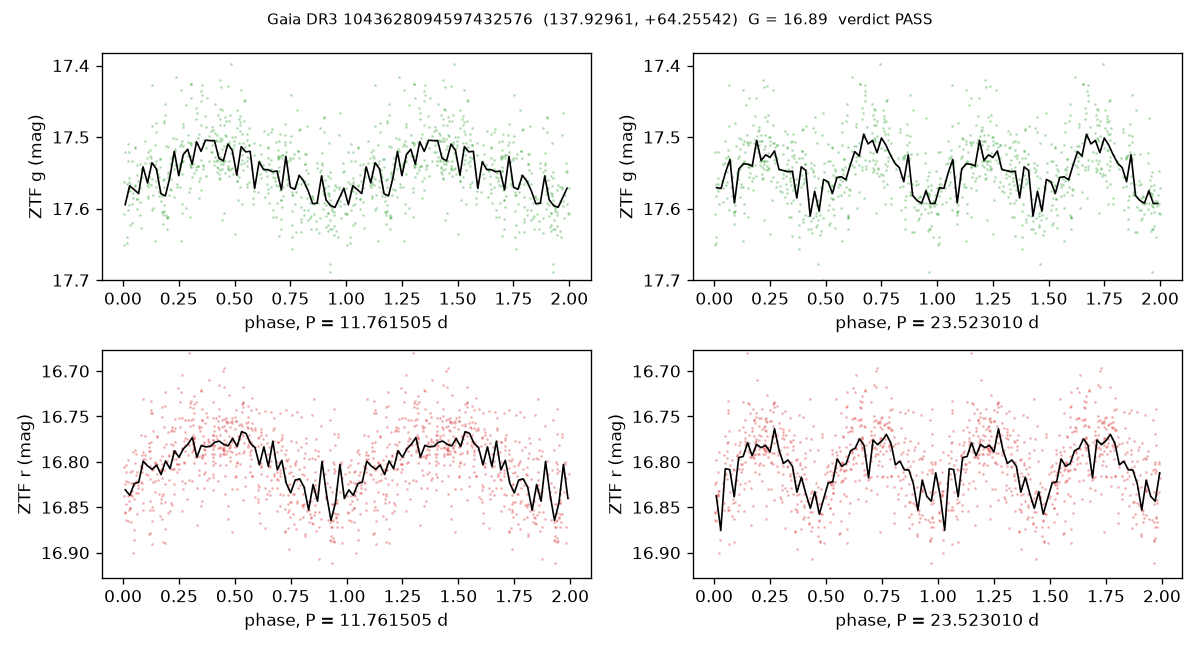 Gaia DR3 1043628094597432576  (137.92961, +64.25542)  G = 16.89  verdict PASS
ZTF g (mag)
17.4
17.5
17.6
17.7
0.00 0.25 0.50 0.75 1.00 1.25 1.50 1.75 2.00
phase, P = 11.761505 d
ZTF g (mag)
17.4
17.5
17.6
17.7
0.00 0.25 0.50 0.75 1.00 1.25 1.50 1.75 2.00
phase, P = 23.523010 d
ZTF r (mag)
16.70
16.75
16.80
16.85
16.90
0.00 0.25 0.50 0.75 1.00 1.25 1.50 1.75 2.00
phase, P = 11.761505 d
ZTF r (mag)
16.70
16.75
16.80
16.85
16.90
0.00 0.25 0.50 0.75 1.00 1.25 1.50 1.75 2.00
phase, P = 23.523010 d